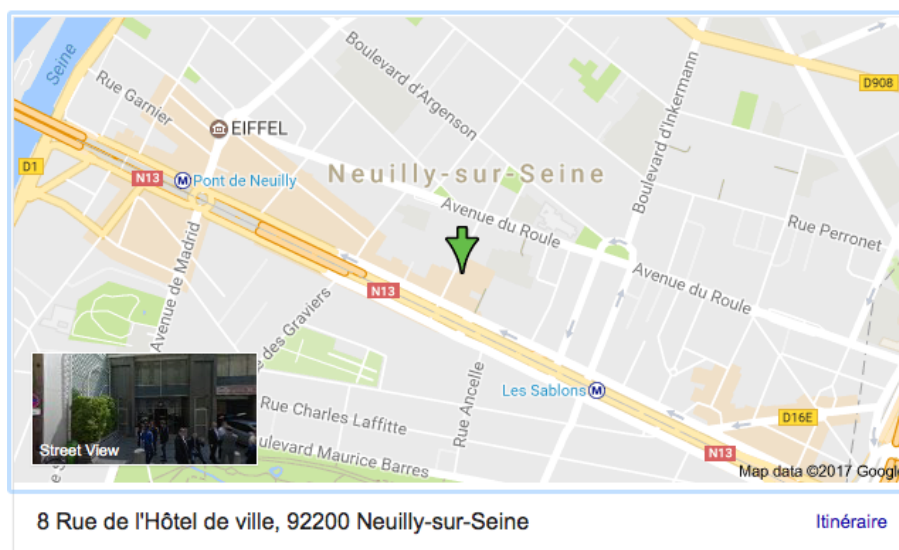 Seine
Rue Garnier
Boulevard d'Argenson
Boulevard d'Inkermann
D908
EIFFEL
D1
N13
Pont de Neuilly
Neuilly-sur-Seine
Avenue du Roule
Rue Perronet
Avenue de Madrid
Avenue du Roule
N13
e des Graviers
Les Sablons
Rue Ancelle
D16E
Rue Charles Laffitte
ulevard Maurice Barres
N13
Street View
Map data ©2017 Google
8 Rue de l'Hôtel de ville, 92200 Neuilly-sur-Seine
Itinéraire